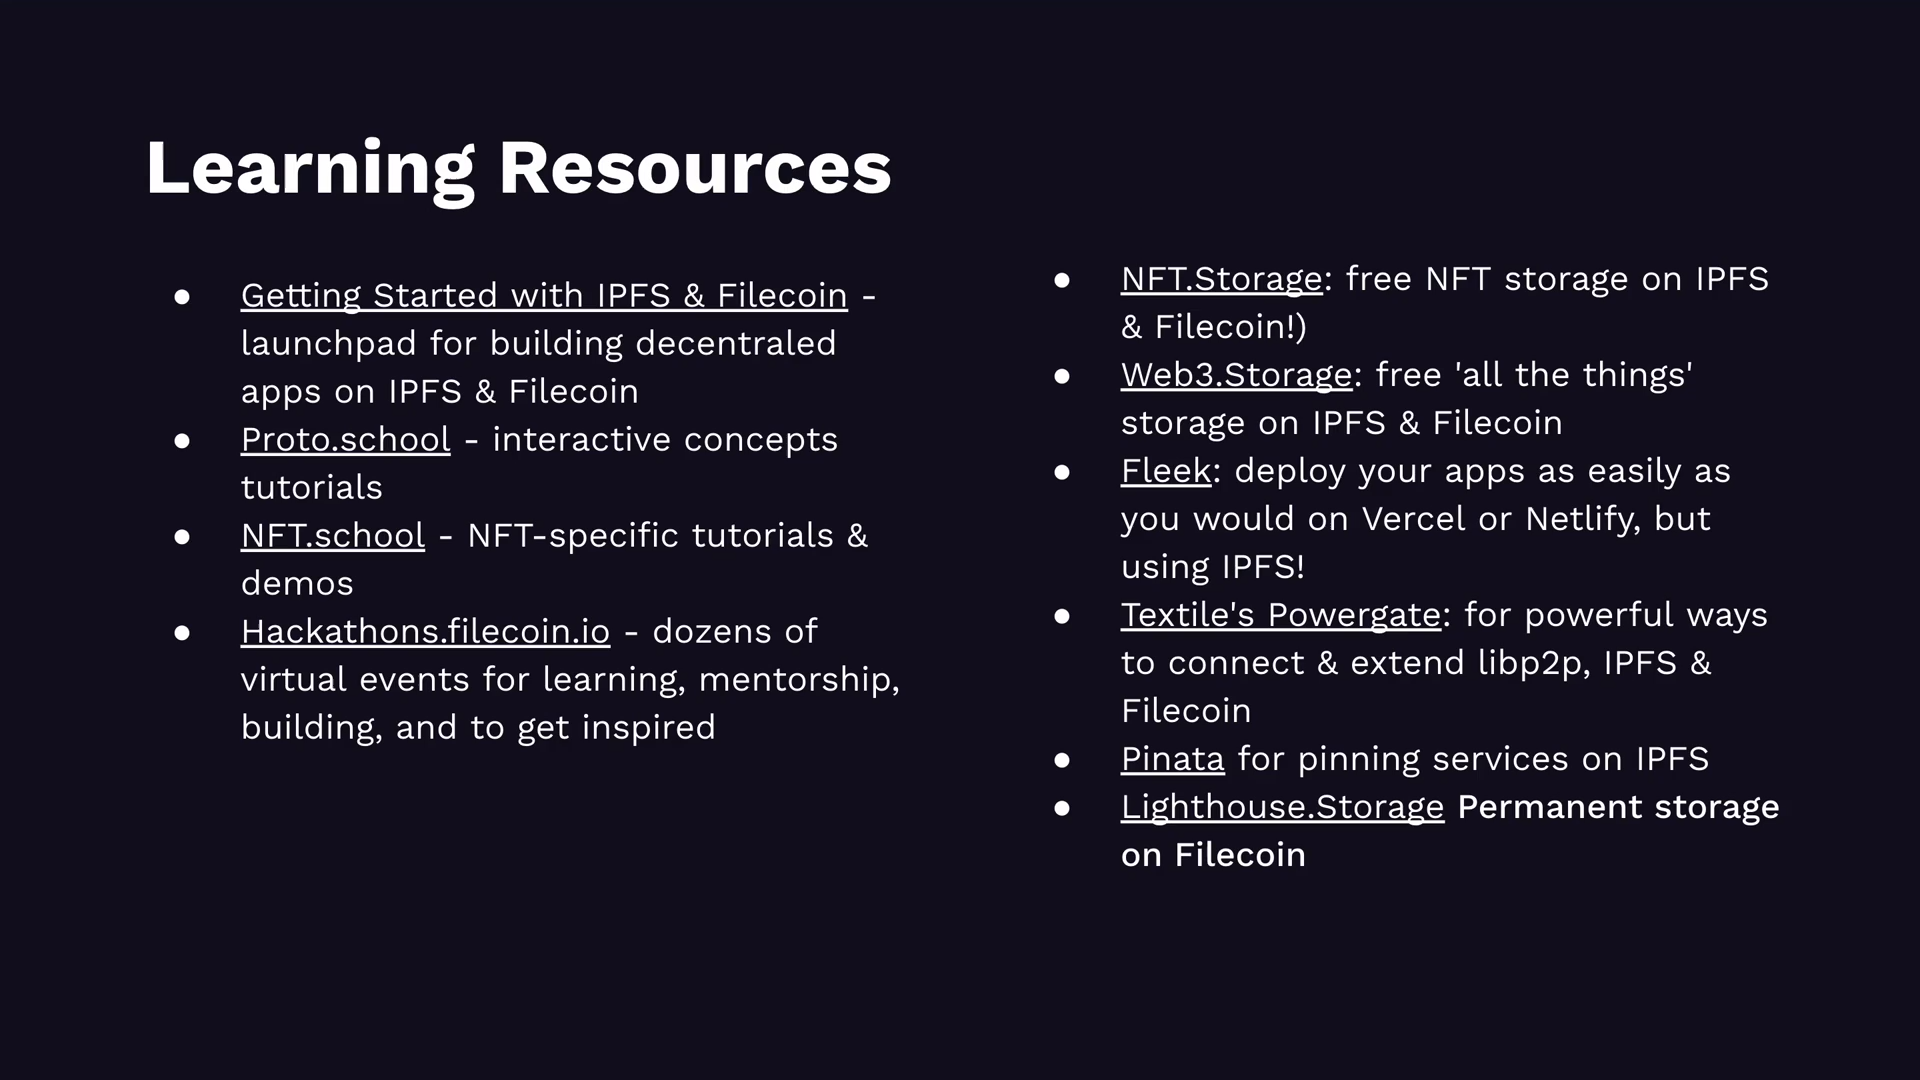 Learning Resources
● Getting Started with IPFS & Filecoin -
launchpad for building decentraled
apps on IPFS & Filecoin
● Proto.school - interactive concepts
tutorials
● NFT.school - NFT-specific tutorials &
demos
● Hackathons.filecoin.io - dozens of
virtual events for learning, mentorship,
building, and to get inspired
● NFT.Storage: free NFT storage on IPFS
& Filecoin!)
● Web3.Storage: free 'all the things'
storage on IPFS & Filecoin
● Fleek: deploy your apps as easily as
you would on Vercel or Netlify, but
using IPFS!
● Textile's Powergate: for powerful ways
to connect & extend libp2p, IPFS &
Filecoin
● Pinata for pinning services on IPFS
● Lighthouse.Storage Permanent storage
on Filecoin